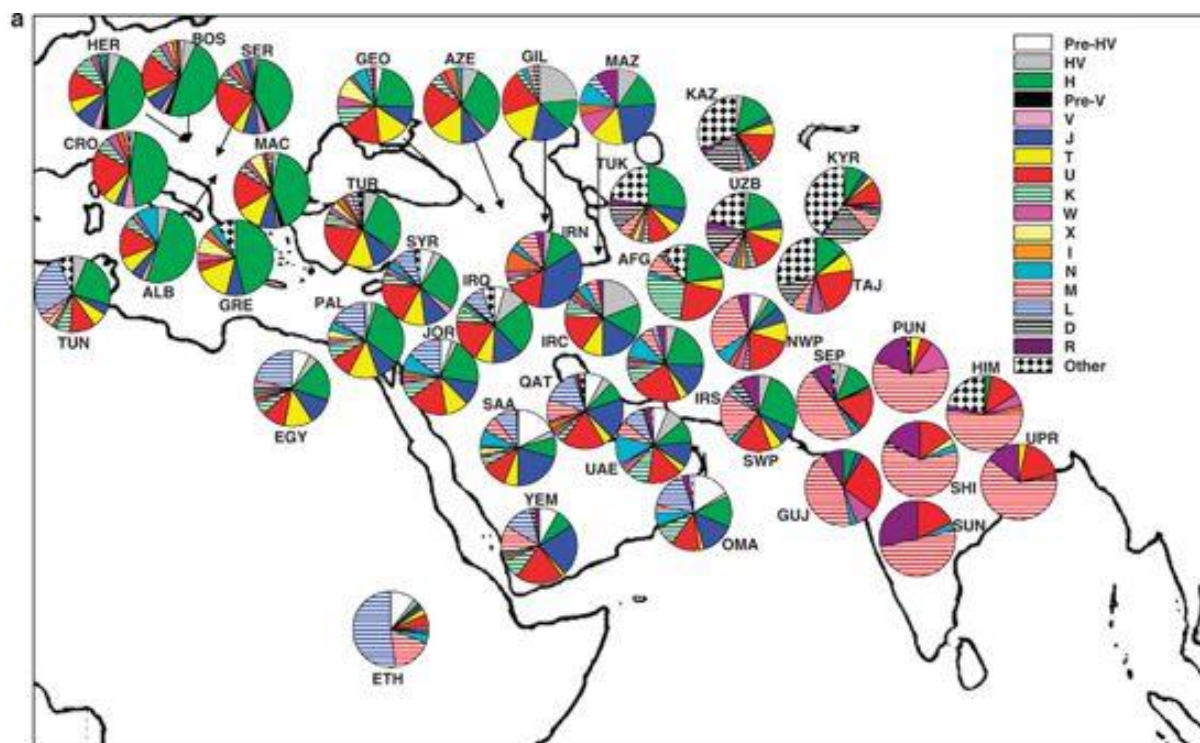 a
HER
BOS
SER
GEO
AZE
GIL
MAZ
KAZ
CRO
MAC
TUR
TUK
UZB
KYR
SYR
IRN
AFG
TAJ
ALB
GRE
TUN
PAL
JOR
IRQ
IRC
NWP
PUN
SEP
HIM
EGY
QAT
SAA
UAE
IRS
SWP
UPR
SHI
GUJ
SUN
YEM
OMA
ETH
Pre-HV
HV
H
Pre-V
V
J
T
U
K
W
X
I
N
M
L
D
R
Other